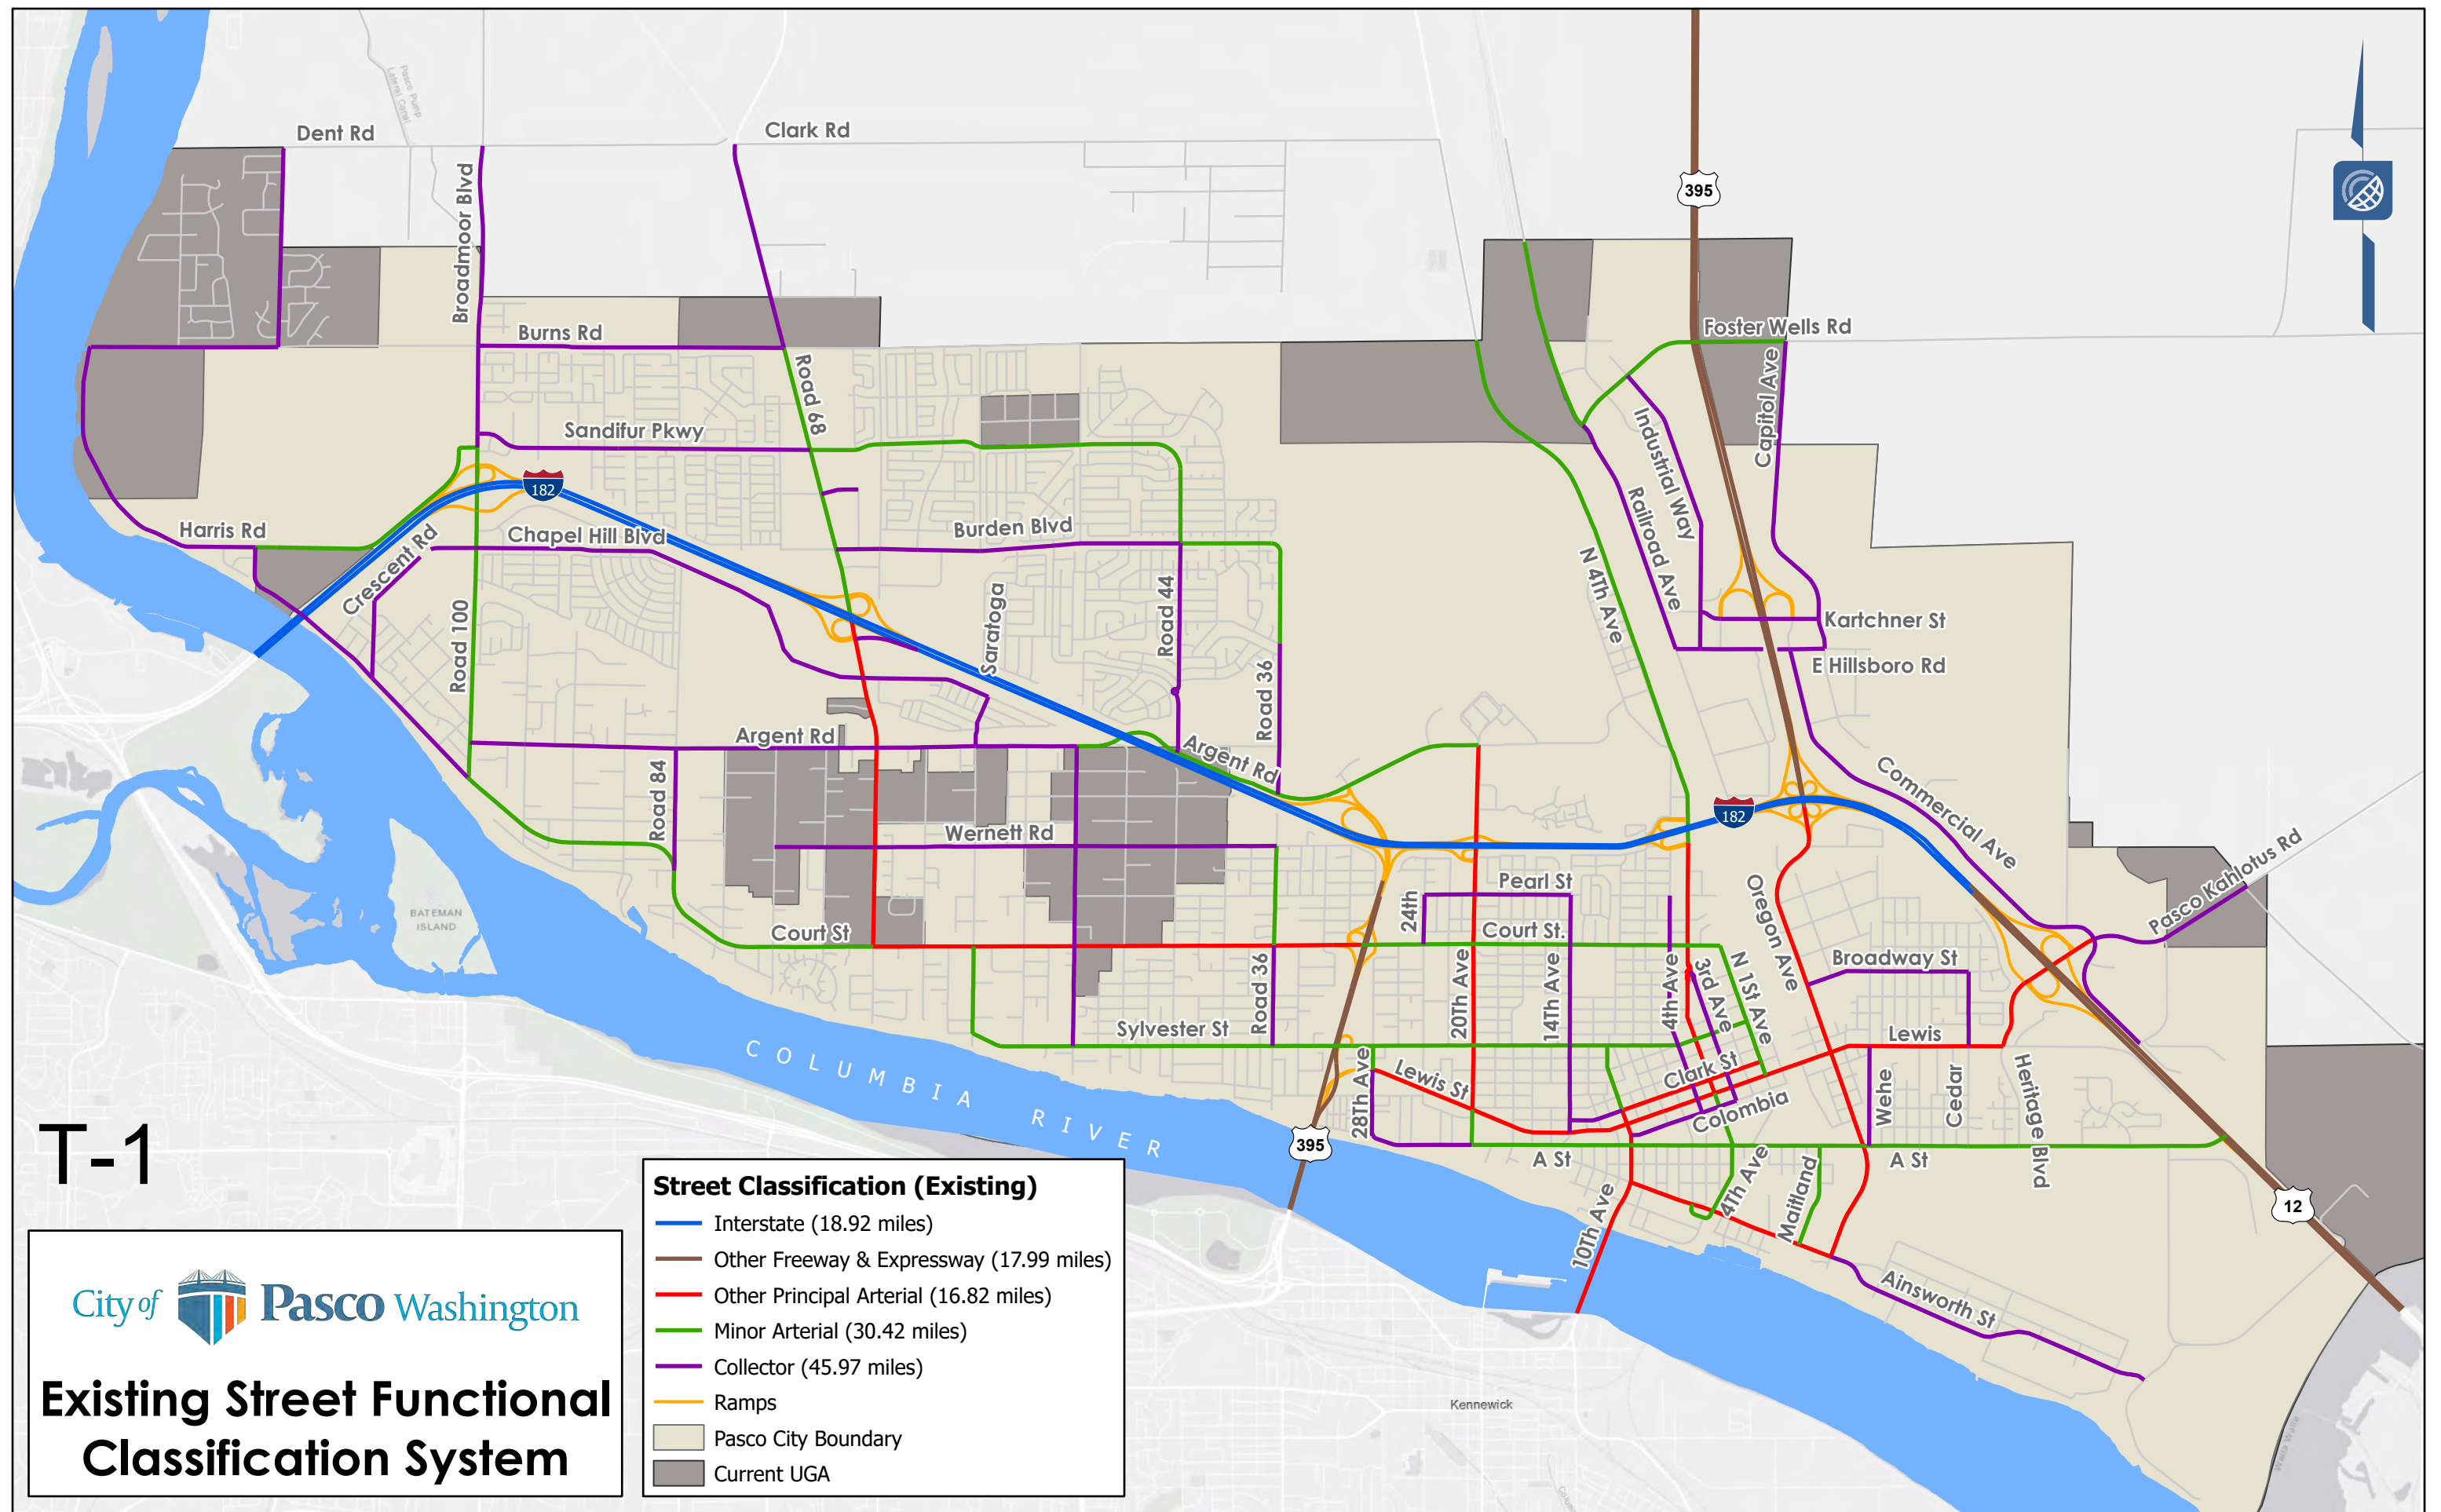 Pasco Pump
Lateral Canal
Dent Rd
Clark Rd
Broadmoor Blvd
395
Burns Rd
Foster Wells Rd
Road 68
Capitol Ave
Sandifur Pkwy
Industrial Way
182
Railroad Ave
Harris Rd
Chapel Hill Blvd
Burden Blvd
Crescent Rd
N 4Th Ave
Saratoga
Road 44
Road 100
Kartchner St
E Hillsboro Rd
Road 36
Argent Rd
Argent Rd
Road 84
Wernett Rd
182
Commercial Ave
Pasco Kahlotus Rd
BATEMAN
ISLAND
Court St
24th
Pearl St
Court St.
Oregon Ave
Broadway St
Road 36
20Th Ave
14Th Ave
4th Ave
3rd Ave
N 1St Ave
Sylvester St
Lewis
COLUMBIA RIVER
28Th Ave
Lewis St
Clark St
Colombia
Wehe
Cedar
Heritage Blvd
T-1
395
A St
A St
10Th Ave
4Th Ave
Maitland
12
Ainsworth St
Kennewick
Walla Walla
Street Classification (Existing)
Interstate (18.92 miles)
Other Freeway & Expressway (17.99 miles)
Other Principal Arterial (16.82 miles)
Minor Arterial (30.42 miles)
Collector (45.97 miles)
Ramps
Pasco City Boundary
Current UGA
City of Pasco Washington
Existing Street Functional
Classification System